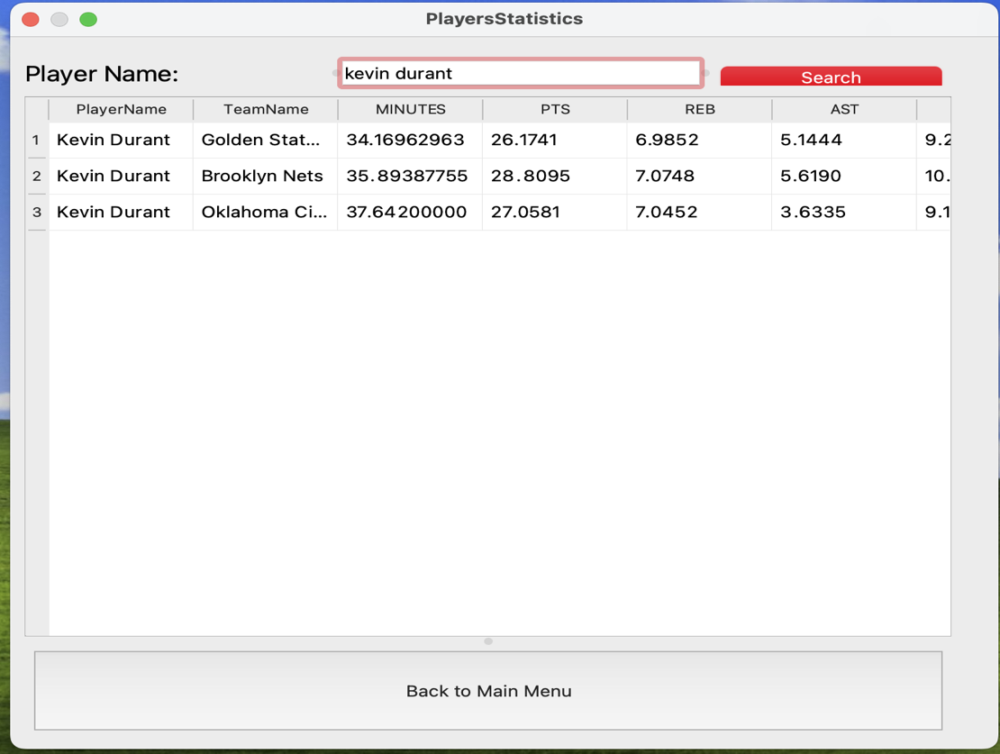 PlayersStatistics
Player Name: kevin durant Search
PlayerName TeamName MINUTES PTS REB AST
1 Kevin Durant Golden Stat... 34.16962963 26.1741 6.9852 5.1444 9.2
2 Kevin Durant Brooklyn Nets 35.89387755 28.8095 7.0748 5.6190 10.
3 Kevin Durant Oklahoma Ci... 37.64200000 27.0581 7.0452 3.6335 9.1
Back to Main Menu